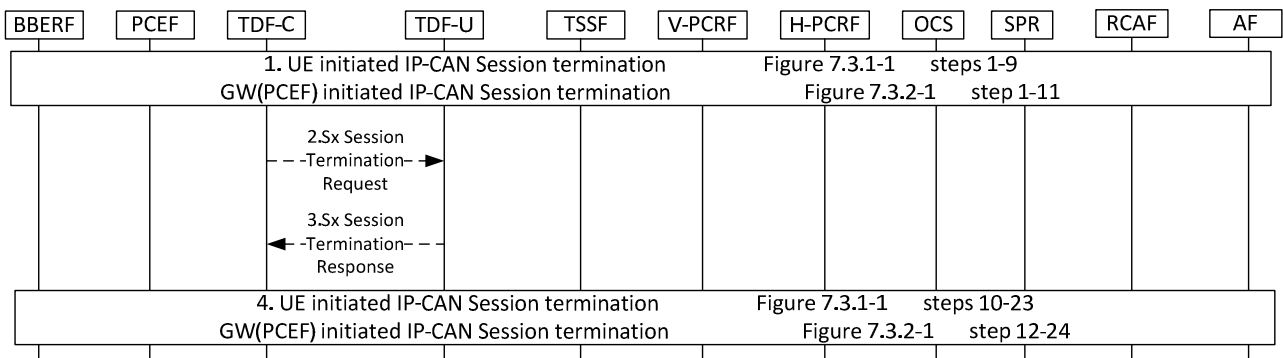 BBERF PCEF TDF-C TDF-U TSSF V-PCRF H-PCRF OCS SPR RCAF AF
1. UE initiated IP-CAN Session termination Figure 7.3.1-1 steps 1-9
GW(PCEF) initiated IP-CAN Session termination Figure 7.3.2-1 step 1-11
2.Sx Session
Termination
Request
3.Sx Session
Termination
Response
4. UE initiated IP-CAN Session termination Figure 7.3.1-1 steps 10-23
GW(PCEF) initiated IP-CAN Session termination Figure 7.3.2-1 step 12-24